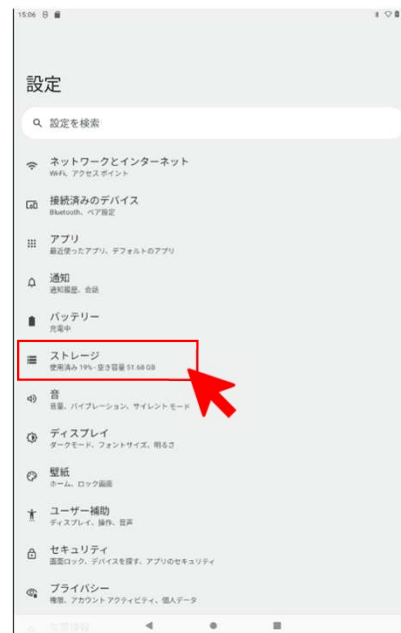 15:06
設定
設定を検索
ネットワークとインターネット
Wi-Fi、アクセス ポイント
接続済みのデバイス
Bluetooth、ペア設定
アプリ
最近使ったアプリ、デフォルトのアプリ
通知
通知履歴、会話
バッテリー
充電中
ストレージ
使用済み 19% - 空き容量 51.68 GB
音
音量、バイブレーション、サイレント モード
ディスプレイ
ダークモード、フォントサイズ、明るさ
壁紙
ホーム、ロック画面
ユーザー補助
ディスプレイ、操作、音声
セキュリティ
画面ロック、デバイスを探す、アプリのセキュリティ
プライバシー
権限、アカウント アクティビティ、個人データ
位置情報